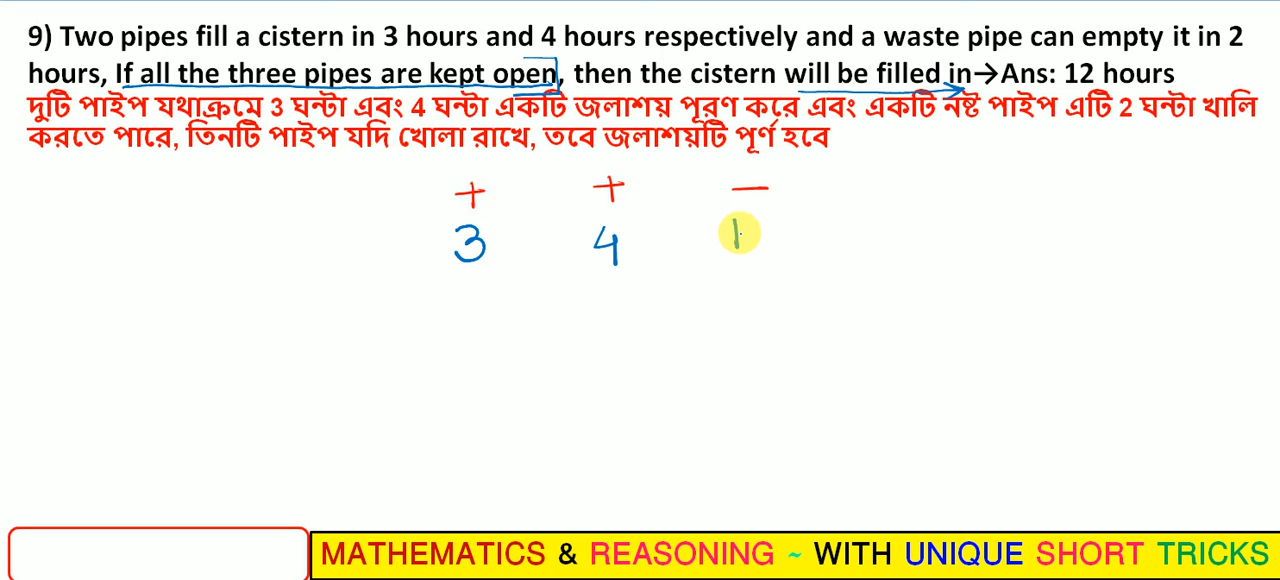 9) Two pipes fill a cistern in 3 hours and 4 hours respectively and a waste pipe can empty it in 2
hours, If all the three pipes are kept open, then the cistern will be filled in→Ans: 12 hours
দুটি পাইপ যথাক্রমে 3 ঘন্টা এবং 4 ঘন্টা একটি জলাশয় পূরণ করে এবং একটি নষ্ট পাইপ এটি 2 ঘন্টা খালি
করতে পারে, তিনটি পাইপ যদি খোলা রাখে, তবে জলাশয়টি পূর্ণ হবে
+ + −
3 4
MATHEMATICS & REASONING ~ WITH UNIQUE SHORT TRICKS